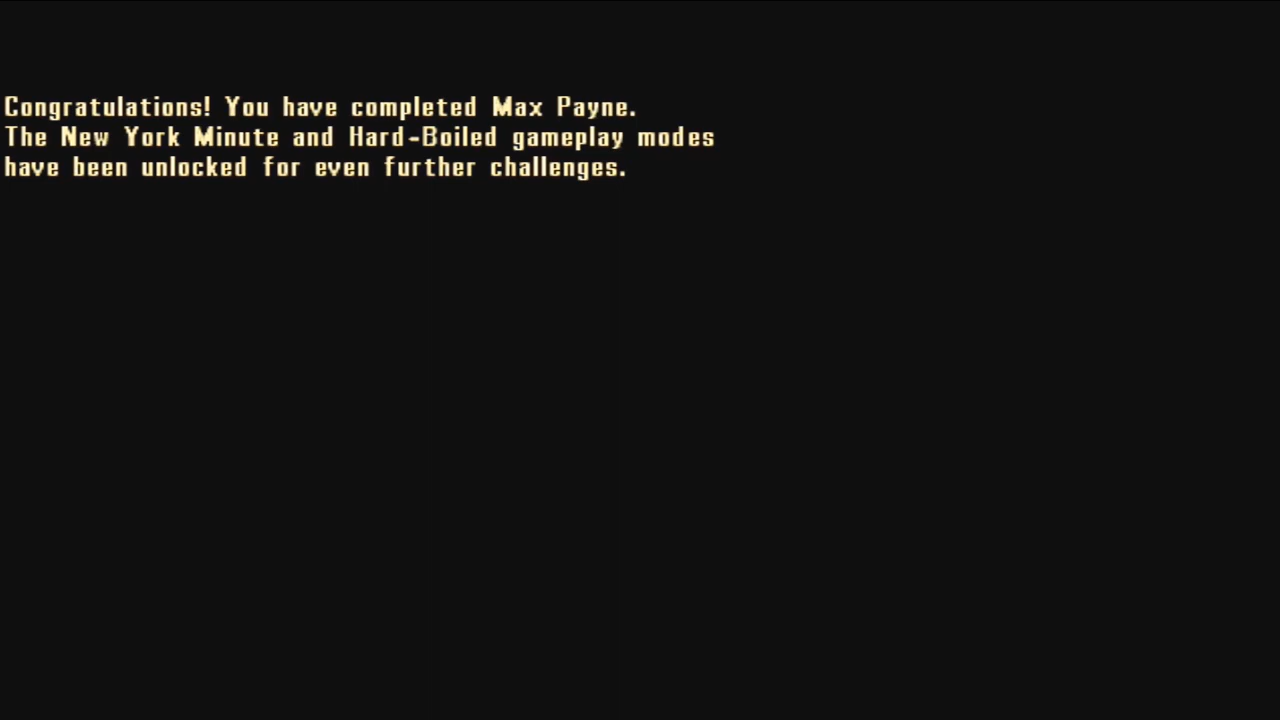 Congratulations! You have completed Max Payne.
The New York Minute and Hard-Boiled gameplay modes
have been unlocked for even further challenges.